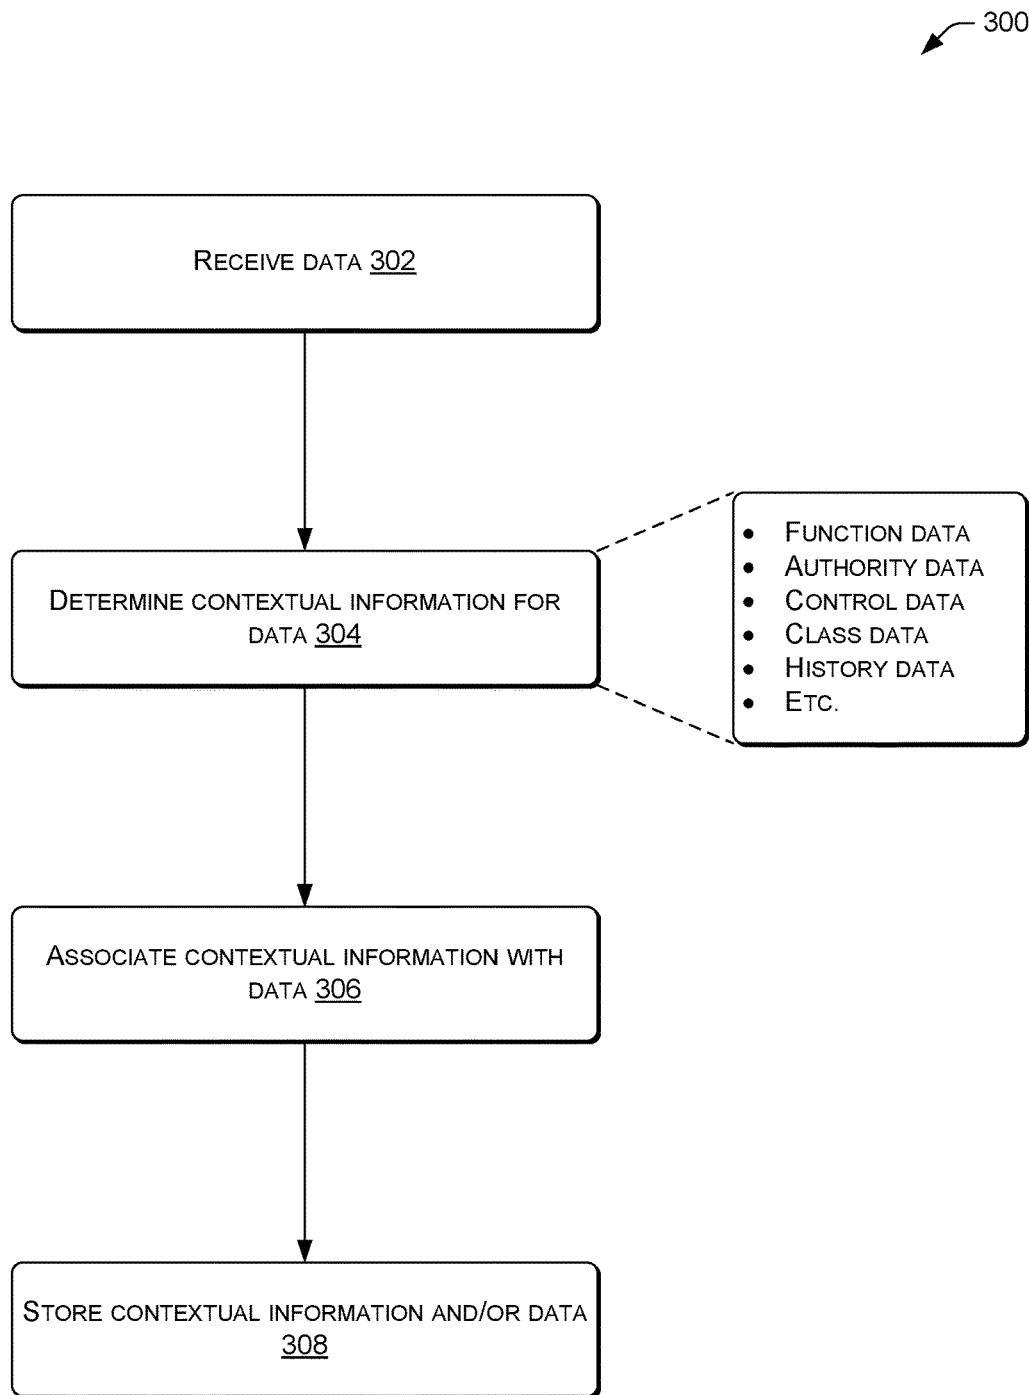 300
RECEIVE DATA 302
DETERMINE CONTEXTUAL INFORMATION FOR
DATA 304
• FUNCTION DATA
• AUTHORITY DATA
• CONTROL DATA
• CLASS DATA
• HISTORY DATA
• ETC.
ASSOCIATE CONTEXTUAL INFORMATION WITH
DATA 306
STORE CONTEXTUAL INFORMATION AND/OR DATA
308